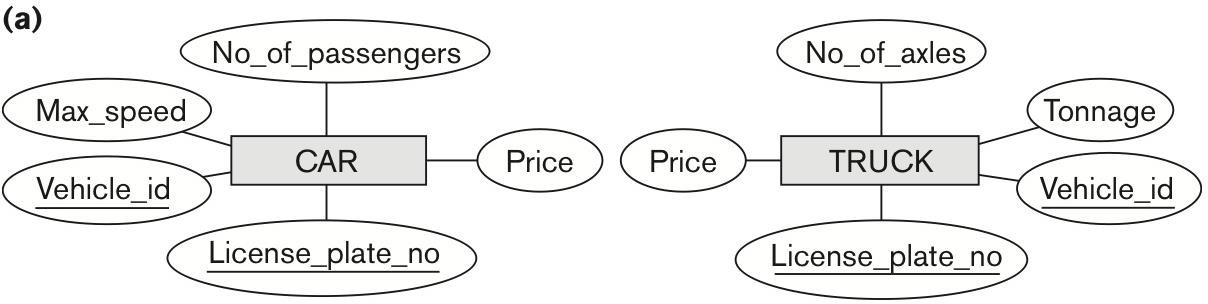 (a)
No_of_passengers
Max_speed
CAR
Price
Vehicle_id
License_plate_no
No_of_axles
Tonnage
Price
TRUCK
Vehicle_id
License_plate_no